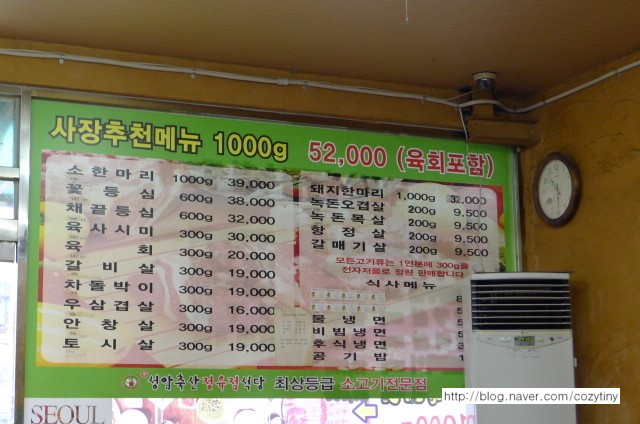 사장추천메뉴 1000g 52,000 (육회포함)
소한마리 1000g 39,000
꽃등심 600g 38,000
채끝등심 600g 32,000
육사시미 300g 30,000
육회 300g 20,000
갈비살 300g 19,000
차돌박이 300g 19,000
우삼겹살 300g 16,000
안창살 300g 19,000
토시살 300g 19,000
돼지한마리 1,000g 32,000
녹돈오겹살 200g 9,500
녹돈목살 200g 9,500
항정살 200g 9,500
갈매기살 200g 9,500
모든고기류는 1인분에 300g을
전자저울로 정량 판매합니다
식사메뉴
물냉면
비빔냉면
후식냉면
공기밥
성암축산정육점식당 최상등급 소고기전문점
SEOUL
http://blog.naver.com/cozytiny